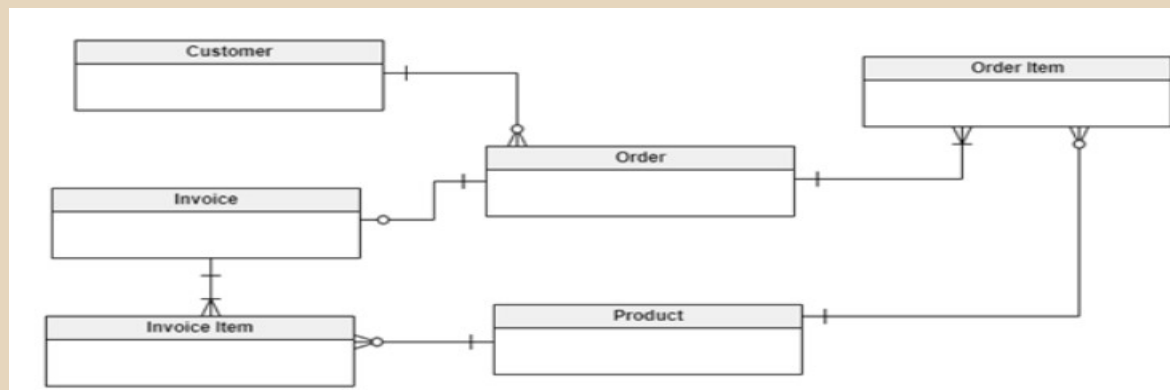 Customer
Order Item
Order
Invoice
Product
Invoice Item